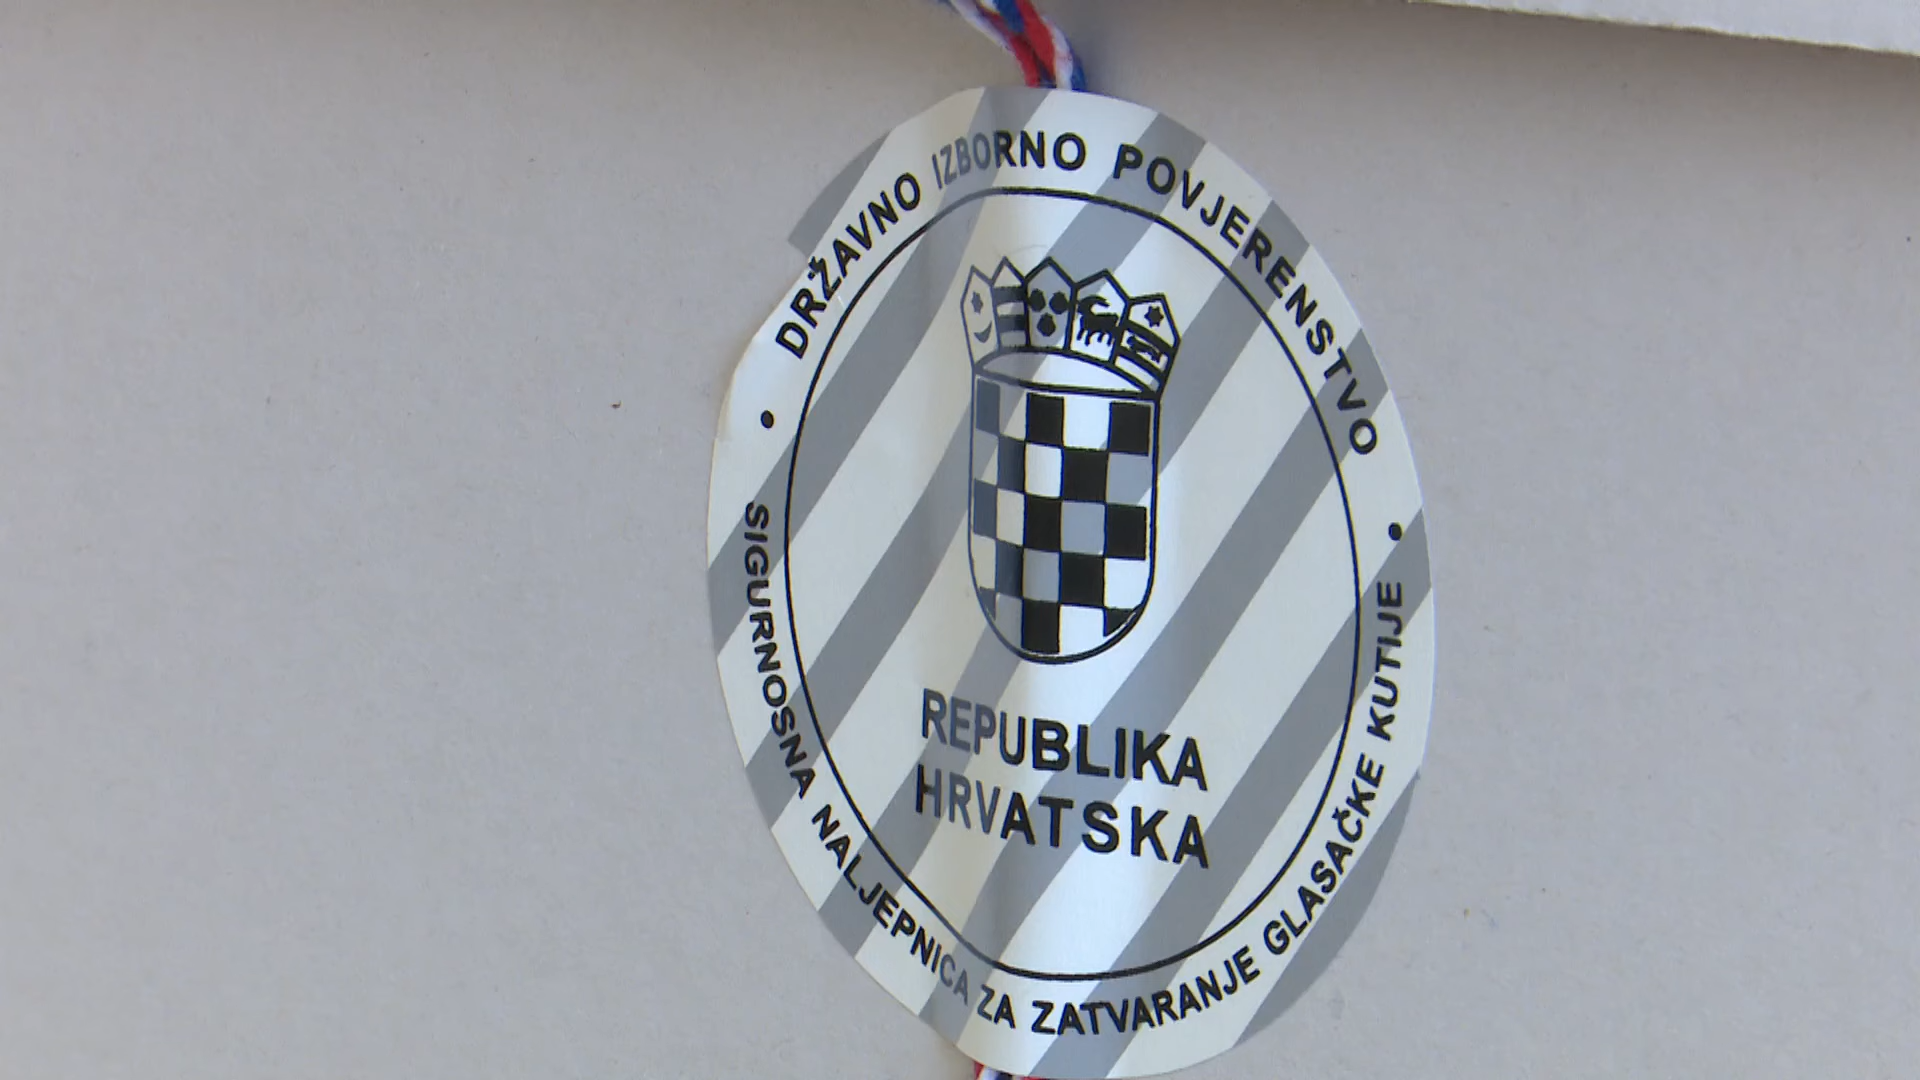 DRŽAVNO IZBORNO POVJERENSTVO
REPUBLIKA
HRVATSKA
SIGURNOSNA NALJEPNICA ZA ZATVARANJE GLASAČKE KUTIJE